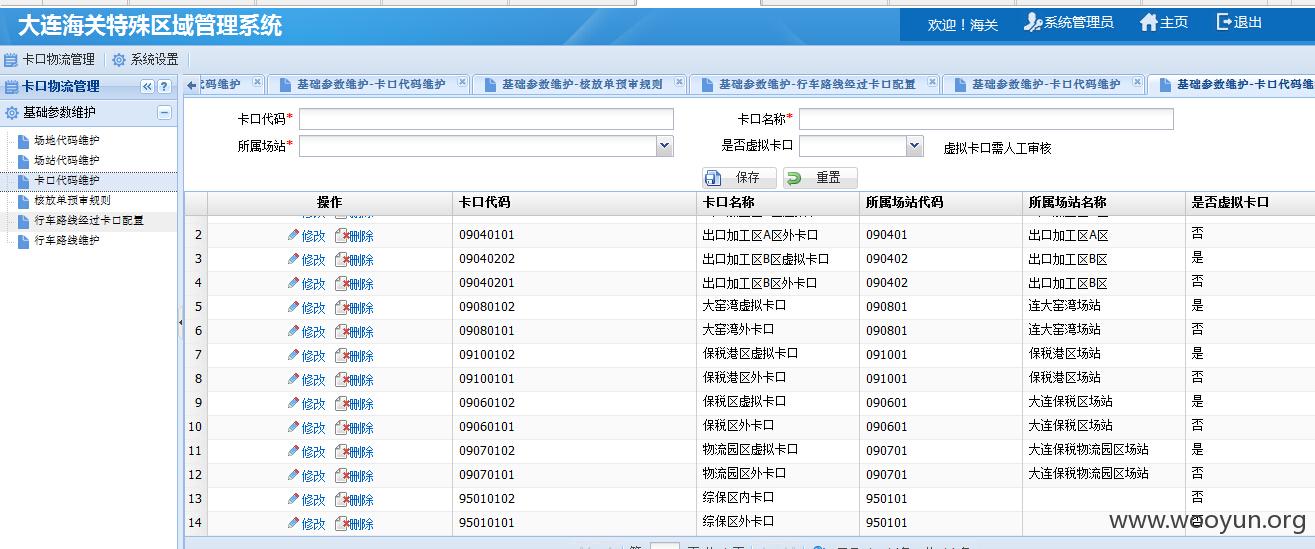 大连海关特殊区域管理系统
欢迎！海关 系统管理员 主页 退出
卡口物流管理 系统设置
卡口物流管理 « ?
代码维护 基础参数维护-卡口代码维护 基础参数维护-核放单预审规则 基础参数维护-行车路线经过卡口配置 基础参数维护-卡口代码维护 基础参数维护-卡口代码维
基础参数维护
场地代码维护
场站代码维护
卡口代码维护
核放单预审规则
行车路线经过卡口配置
行车路线维护
卡口代码* 卡口名称*
所属场站* 是否虚拟卡口 虚拟卡口需人工审核
保存 重置
操作 卡口代码 卡口名称 所属场站代码 所属场站名称 是否虚拟卡口
2 修改 删除 09040101 出口加工区A区外卡口 090401 出口加工区A区 否
3 修改 删除 09040202 出口加工区B区虚拟卡口 090402 出口加工区B区 是
4 修改 删除 09040201 出口加工区B区外卡口 090402 出口加工区B区 否
5 修改 删除 09080102 大窑湾虚拟卡口 090801 连大窑湾场站 是
6 修改 删除 09080101 大窑湾外卡口 090801 连大窑湾场站 否
7 修改 删除 09100102 保税港区虚拟卡口 091001 保税港区场站 是
8 修改 删除 09100101 保税港区外卡口 091001 保税港区场站 否
9 修改 删除 09060102 保税区虚拟卡口 090601 大连保税区场站 是
10 修改 删除 09060101 保税区外卡口 090601 大连保税区场站 否
11 修改 删除 09070102 物流园区虚拟卡口 090701 大连保税物流园区场站 是
12 修改 删除 09070101 物流园区外卡口 090701 大连保税物流园区场站 否
13 修改 删除 95010102 综保区内卡口 950101 否
14 修改 删除 95010101 综保区外卡口 950101 否
www.wooyun.org